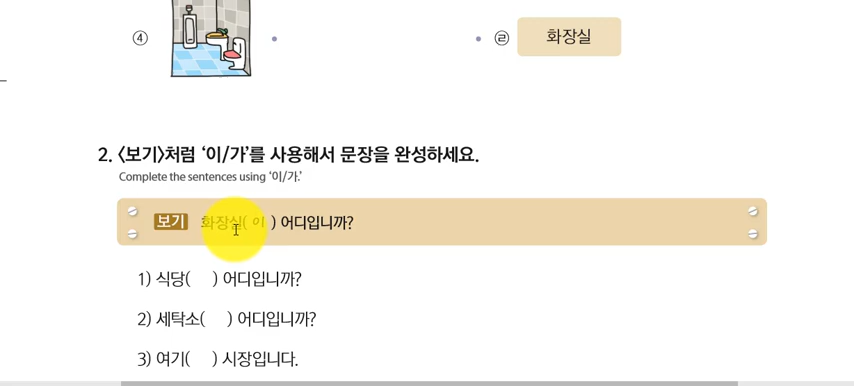 ④ ㉣ 화장실
2. <보기>처럼 '이/가'를 사용해서 문장을 완성하세요.
Complete the sentences using '이/가.'
보기 화장실( 이 ) 어디입니까?
1) 식당( ) 어디입니까?
2) 세탁소( ) 어디입니까?
3) 여기( ) 시장입니다.